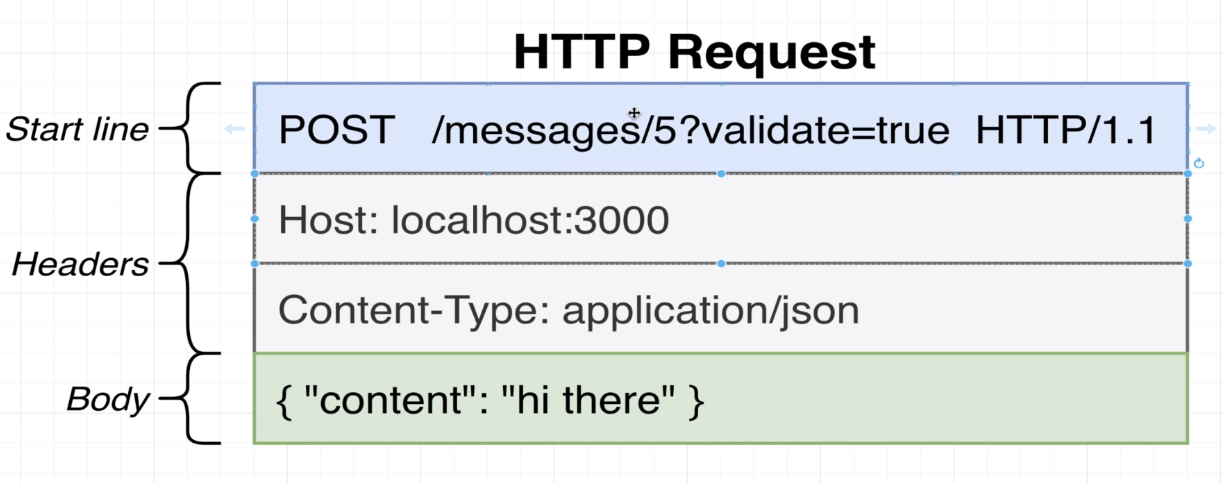 HTTP Request
Start line
POST /messages/5?validate=true HTTP/1.1
Headers
Host: localhost:3000
Content-Type: application/json
Body
{ "content": "hi there" }